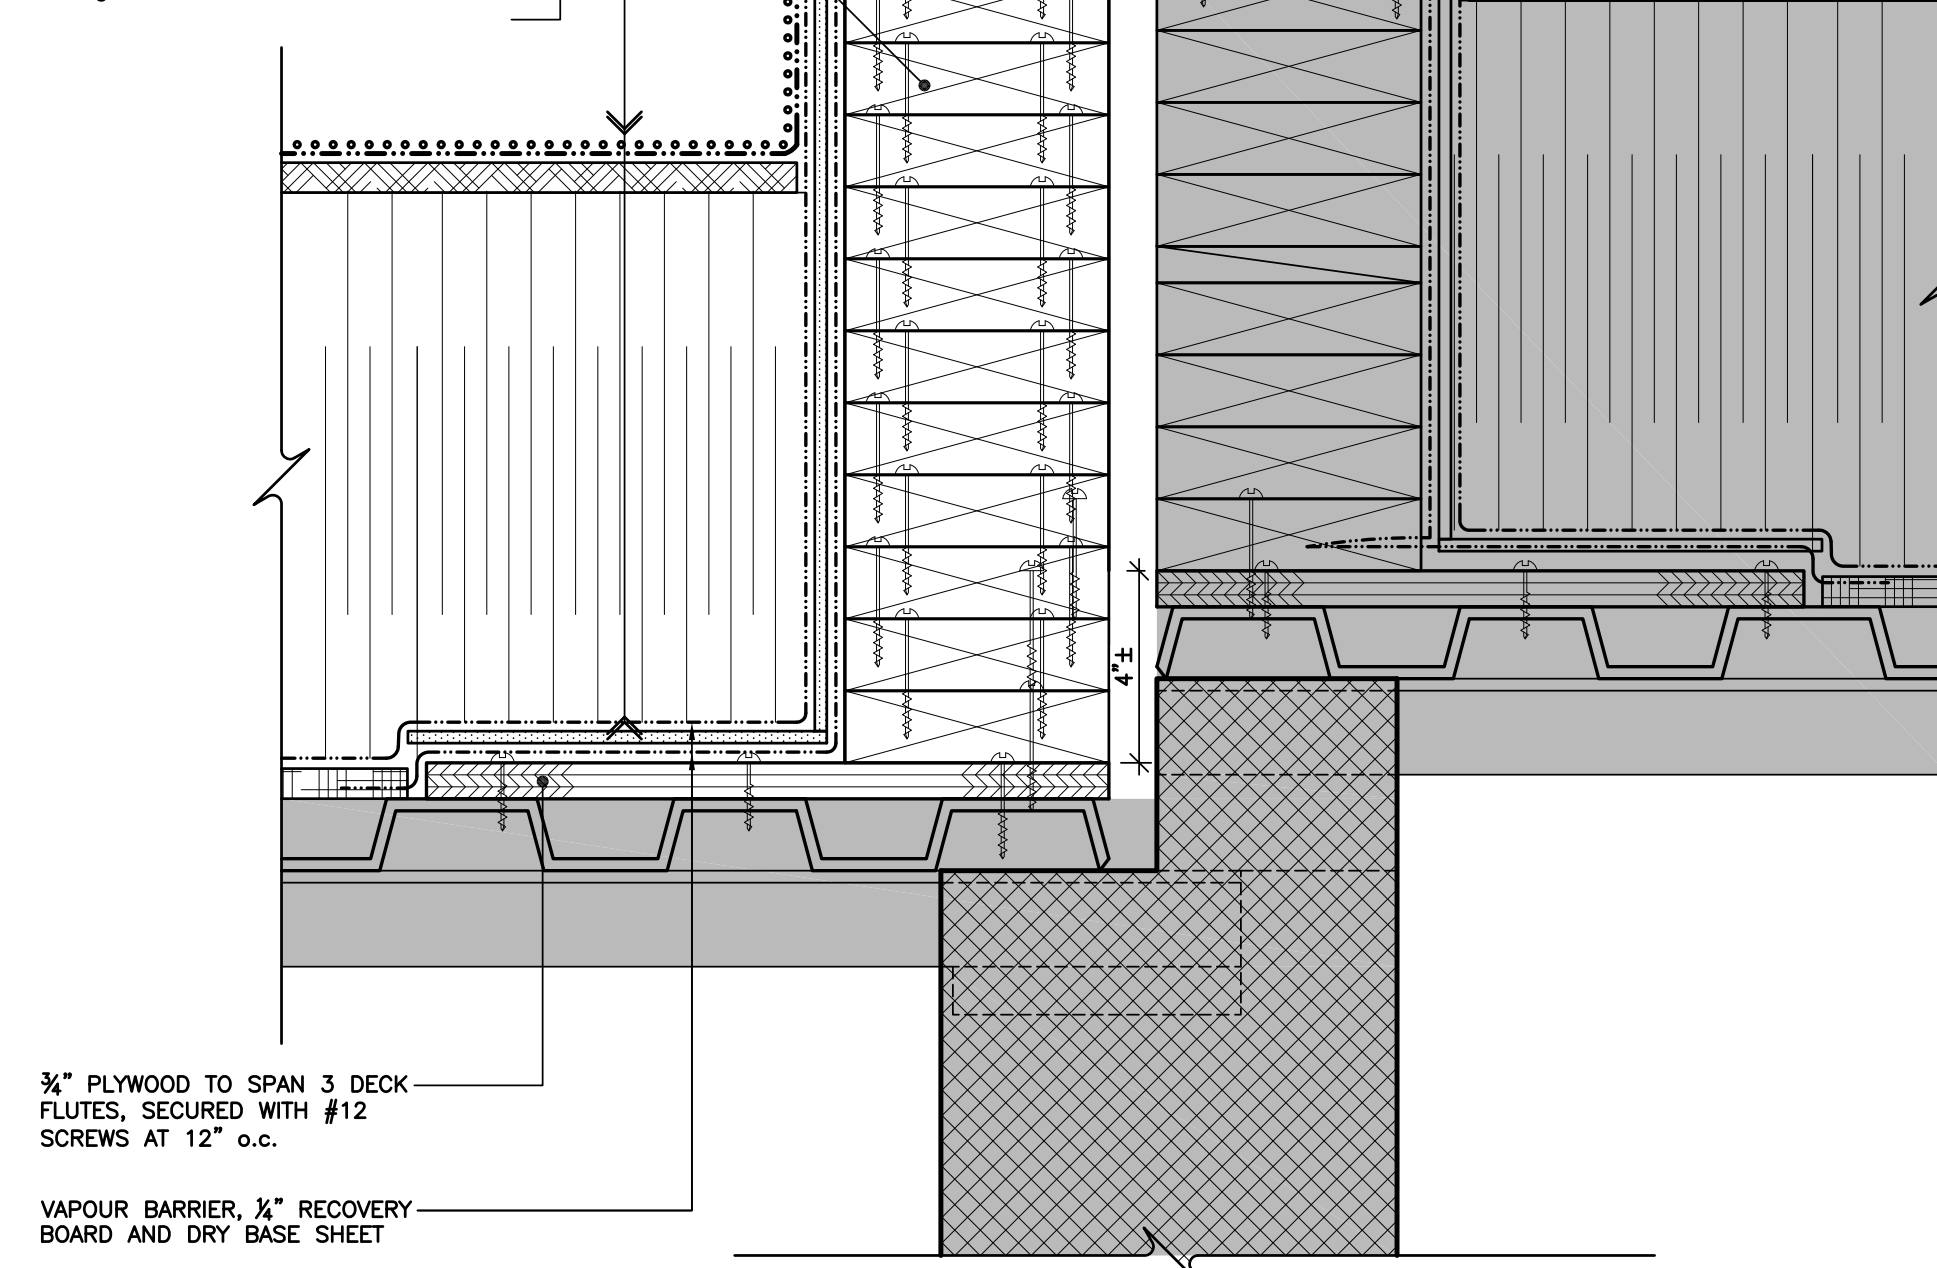 4"±
¾" PLYWOOD TO SPAN 3 DECK
FLUTES, SECURED WITH #12
SCREWS AT 12" o.c.
VAPOUR BARRIER, ¼" RECOVERY
BOARD AND DRY BASE SHEET